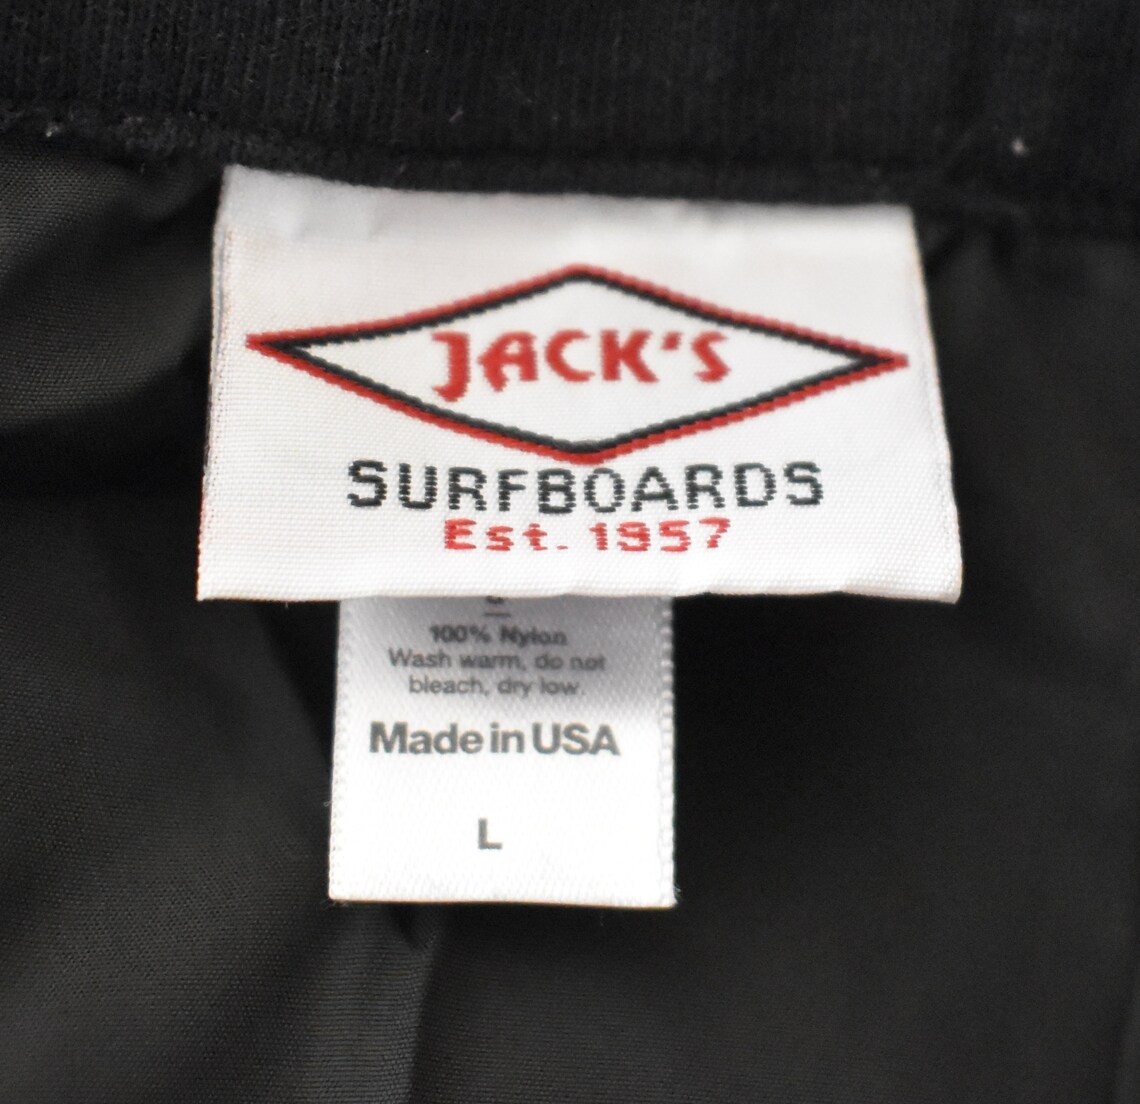 JACK'S
SURFBOARDS
Est. 1957
100% Nylon
Wash warm, do not
bleach, dry low.
Made in USA
L